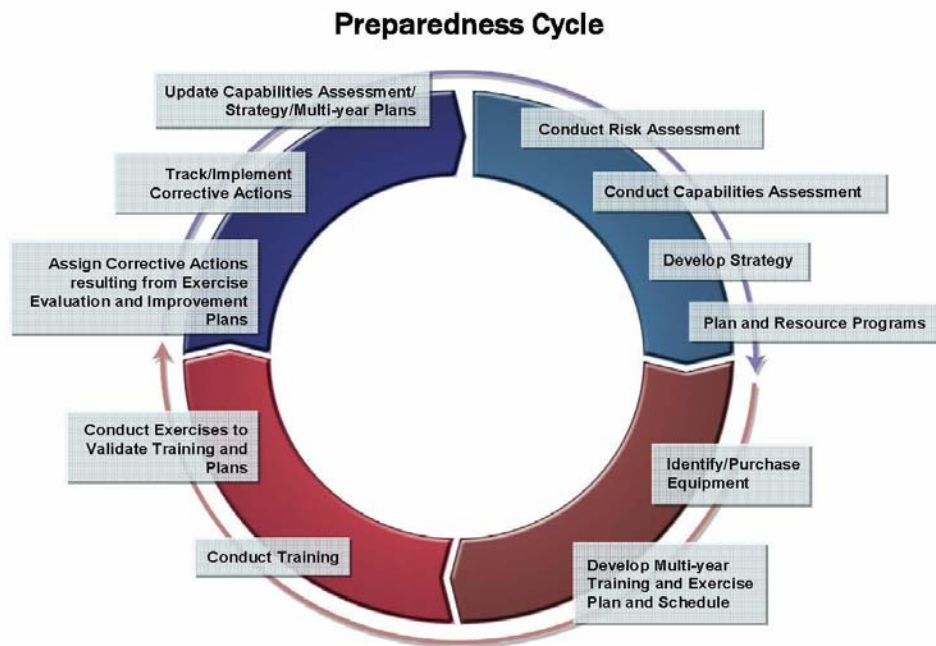 Preparedness Cycle
Conduct Risk Assessment
Conduct Capabilities Assessment
Develop Strategy
Plan and Resource Programs
Identify/Purchase
Equipment
Develop Multi-year
Training and Exercise
Plan and Schedule
Conduct Training
Conduct Exercises to
Validate Training and
Plans
Assign Corrective Actions
resulting from Exercise
Evaluation and Improvement
Plans
Track/Implement
Corrective Actions
Update Capabilities Assessment/
Strategy/Multi-year Plans